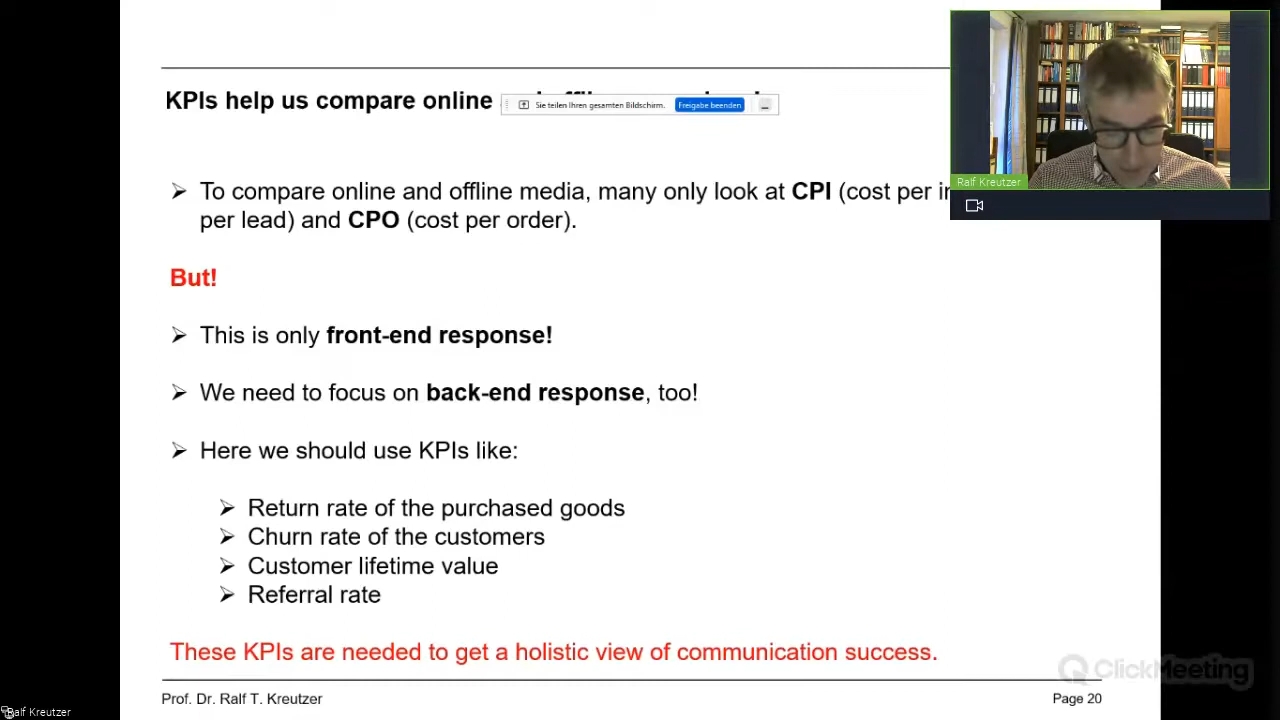 KPIs help us compare online
Sie teilen Ihren gesamten Bildschirm.
Freigabe beenden
Ralf Kreutzer
➢ To compare online and offline media, many only look at CPI (cost per
per lead) and CPO (cost per order).
But!
➢ This is only front-end response!
➢ We need to focus on back-end response, too!
➢ Here we should use KPIs like:
➢ Return rate of the purchased goods
➢ Churn rate of the customers
➢ Customer lifetime value
➢ Referral rate
These KPIs are needed to get a holistic view of communication success.
ClickMeeting
Prof. Dr. Ralf T. Kreutzer
Page 20
Ralf Kreutzer